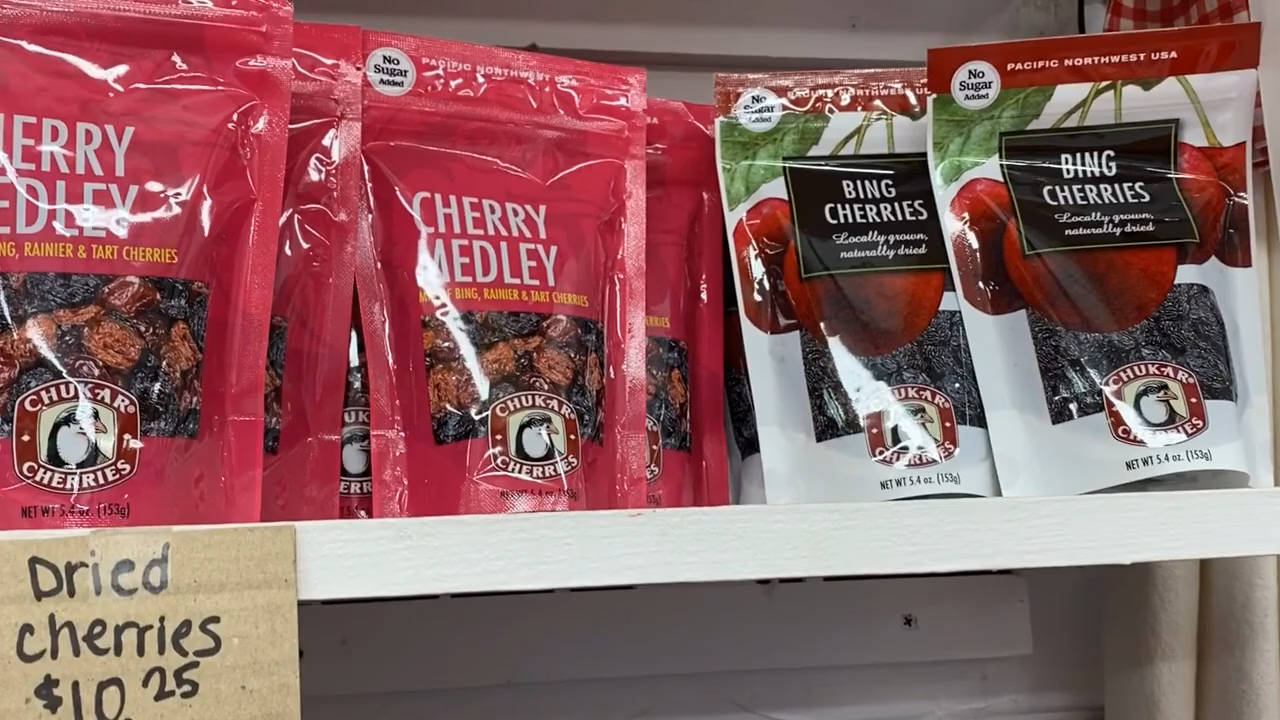 HERRY
EDLEY
NG, RAINIER & TART CHERRIES
CHUKAR®
CHERRIES
NET WT 5.4 oz. (153g)
No
Sugar
Added
PACIFIC NORTHWEST USA
CHERRY
MEDLEY
BING, RAINIER & TART CHERRIES
CHUKAR®
CHERRIES
NET WT 5.4 oz. (153g)
No
Sugar
Added
PACIFIC NORTHWEST
BING
CHERRIES
Locally grown,
naturally dried
CHUKAR®
CHERRIES
NET WT 5.4 oz. (153g)
No
Sugar
Added
PACIFIC NORTHWEST USA
BING
CHERRIES
Locally grown,
naturally dried
CHUKAR®
CHERRIES
NET WT 5.4 oz. (153g)
Dried
cherries
$10.25